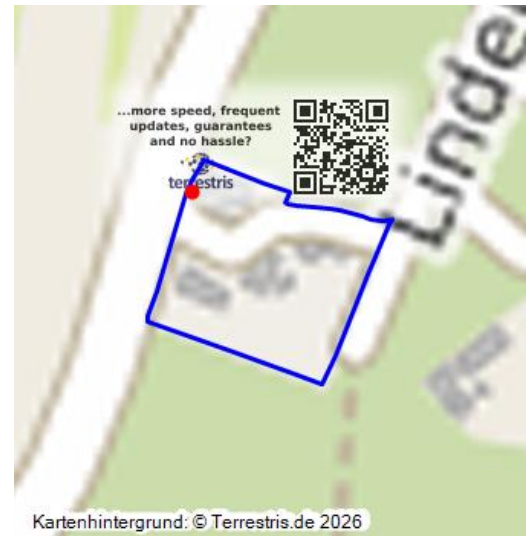 Linde
...more speed, frequent
updates, guarantees
and no hassle?
terrestris
Kartenhintergrund: © Terrestris.de 2026